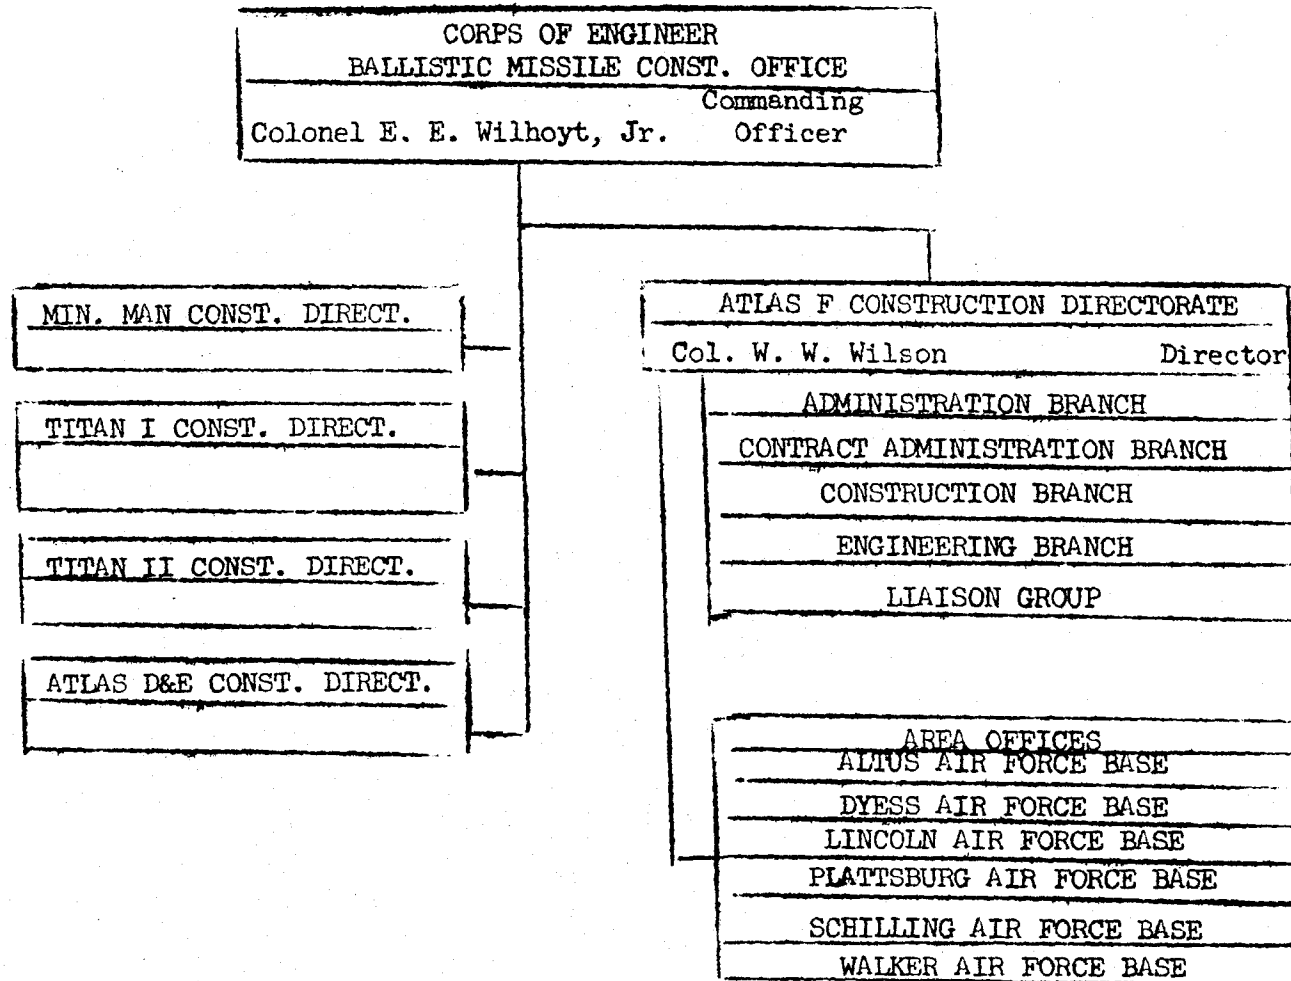 CORPS OF ENGINEER
BALLISTIC MISSILE CONST. OFFICE
Commanding
Colonel E. E. Wilhoyt, Jr. Officer
MIN. MAN CONST. DIRECT.
TITAN I CONST. DIRECT.
TITAN II CONST. DIRECT.
ATLAS D&E CONST. DIRECT.
ATLAS F CONSTRUCTION DIRECTORATE
Col. W. W. Wilson Director
ADMINISTRATION BRANCH
CONTRACT ADMINISTRATION BRANCH
CONSTRUCTION BRANCH
ENGINEERING BRANCH
LIAISON GROUP
AREA OFFICES
ALTUS AIR FORCE BASE
DYESS AIR FORCE BASE
LINCOLN AIR FORCE BASE
PLATTSBURG AIR FORCE BASE
SCHILLING AIR FORCE BASE
WALKER AIR FORCE BASE